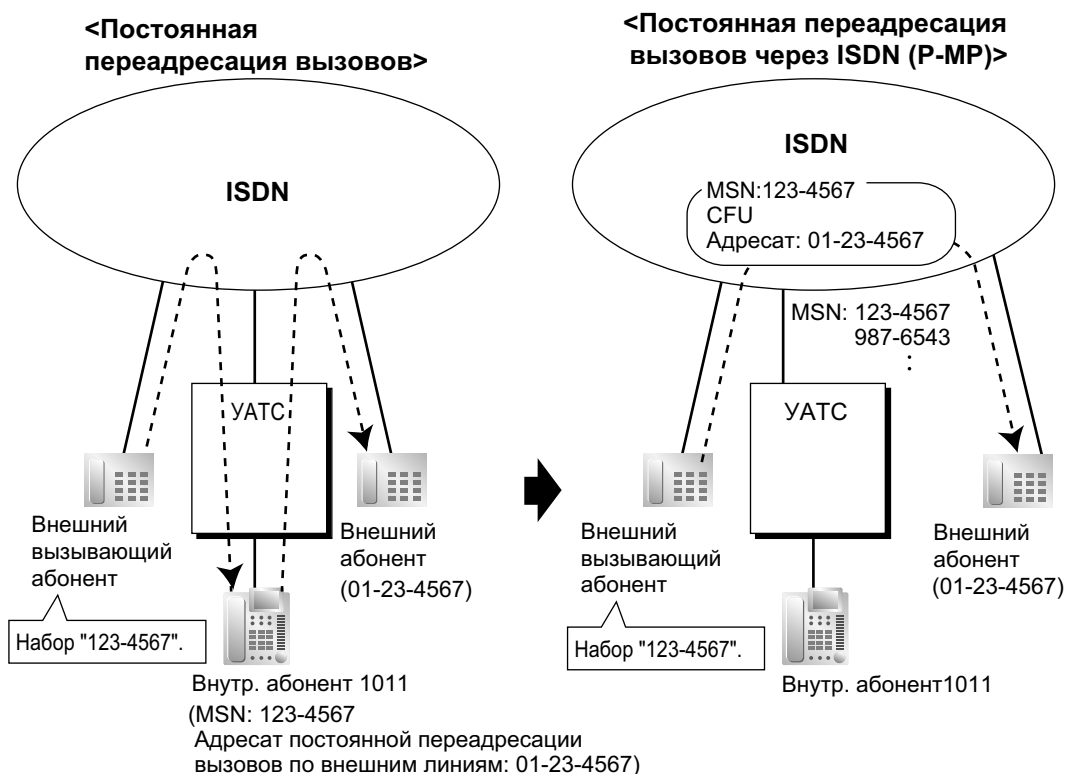 <Постоянная
переадресация вызовов>
ISDN
УАТС
Внешний
вызывающий
абонент
Набор "123-4567".
Внешний
абонент
(01-23-4567)
Внутр. абонент 1011
(MSN: 123-4567
Адресат постоянной переадресации
вызовов по внешним линиям: 01-23-4567)
<Постоянная переадресация
вызовов через ISDN (P-MP)>
ISDN
MSN:123-4567
CFU
Адресат: 01-23-4567
MSN: 123-4567
987-6543
:
УАТС
Внешний
вызывающий
абонент
Набор "123-4567".
Внешний
абонент
(01-23-4567)
Внутр. абонент1011